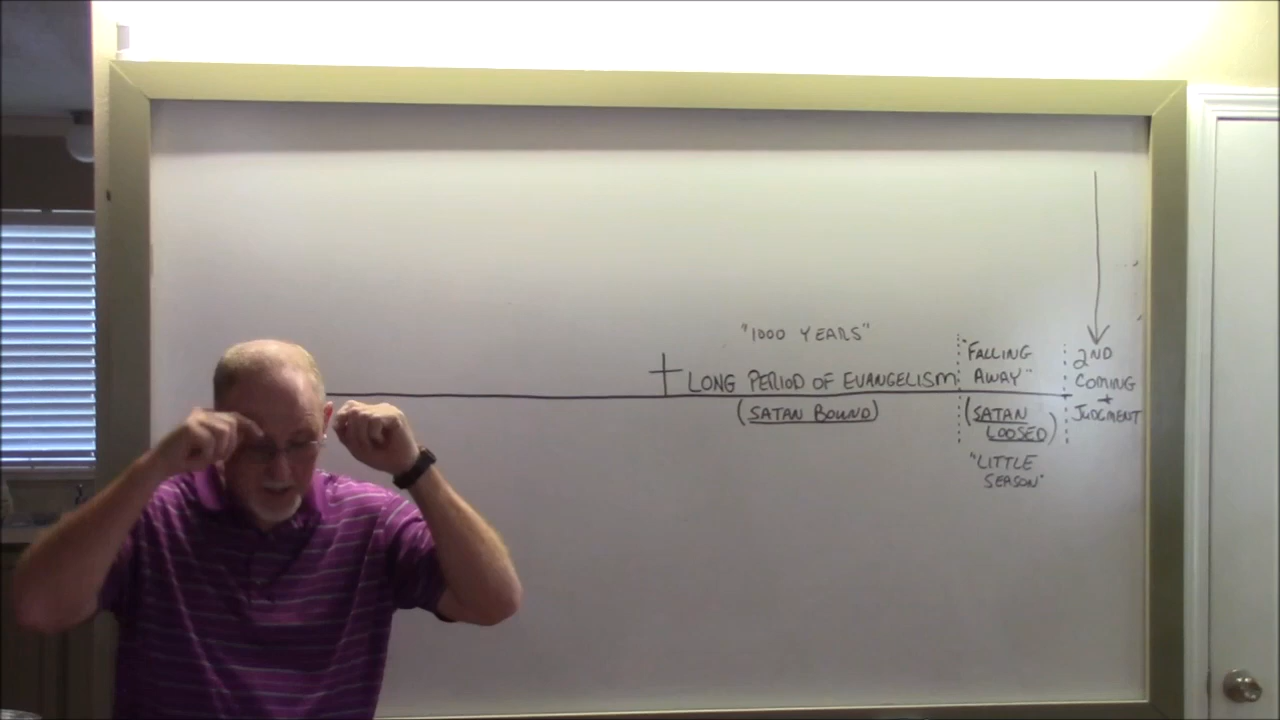 "1000 YEARS"
LONG PERIOD OF EVANGELISM
(SATAN BOUND)
"FALLING
AWAY"
(SATAN
LOOSED)
"LITTLE
SEASON"
2ND
COMING
+
JUDGMENT